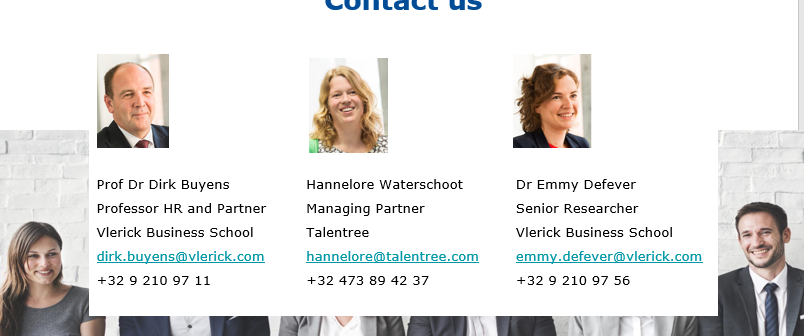 Contact us
Prof Dr Dirk Buyens
Professor HR and Partner
Vlerick Business School
dirk.buyens@vlerick.com
+32 9 210 97 11
Hannelore Waterschoot
Managing Partner
Talentree
hannelore@talentree.com
+32 473 89 42 37
Dr Emmy Defever
Senior Researcher
Vlerick Business School
emmy.defever@vlerick.com
+32 9 210 97 56